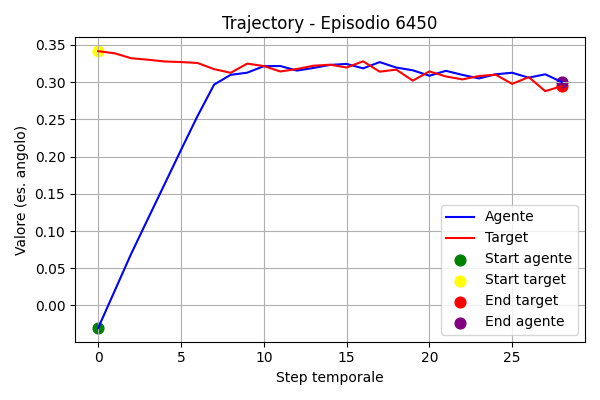 Trajectory - Episodio 6450
Valore (es. angolo)
0.35
0.30
0.25
0.20
0.15
0.10
0.05
0.00
Agente
Target
Start agente
Start target
End target
End agente
0 5 10 15 20 25
Step temporale